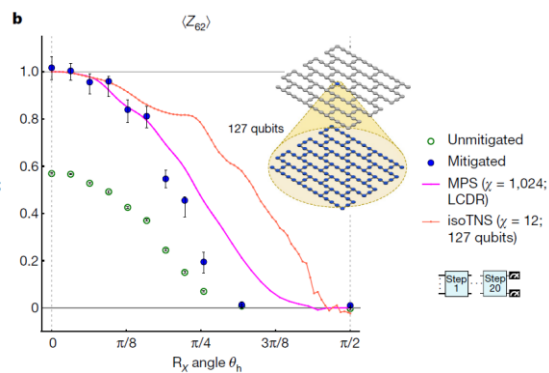 b
⟨Z₆₂⟩
1.0
0.8
0.6
0.4
0.2
0
0
π/8
π/4
3π/8
π/2
R_X angle θ_h
127 qubits
Unmitigated
Mitigated
MPS (χ = 1,024;
LCDR)
isoTNS (χ = 12;
127 qubits)
Step
1
Step
20